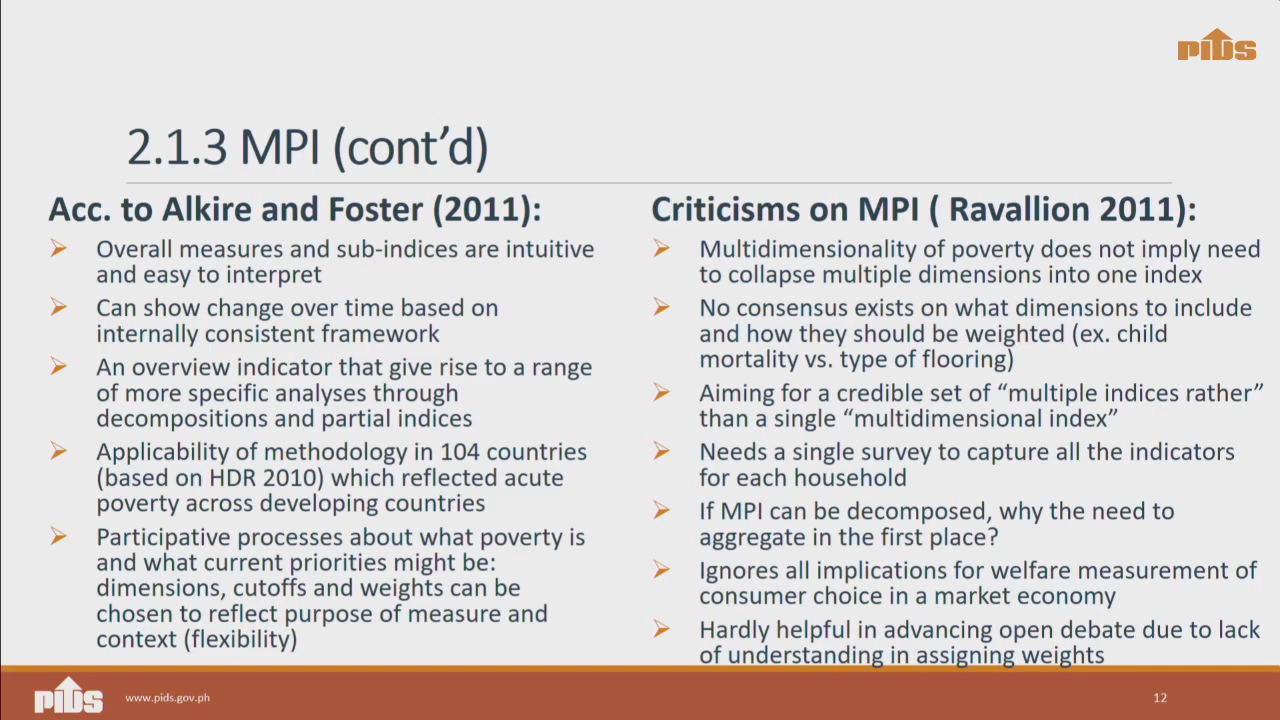 PIDS
2.1.3 MPI (cont’d)
Acc. to Alkire and Foster (2011):
Overall measures and sub-indices are intuitive
and easy to interpret
Can show change over time based on
internally consistent framework
An overview indicator that give rise to a range
of more specific analyses through
decompositions and partial indices
Applicability of methodology in 104 countries
(based on HDR 2010) which reflected acute
poverty across developing countries
Participative processes about what poverty is
and what current priorities might be:
dimensions, cutoffs and weights can be
chosen to reflect purpose of measure and
context (flexibility)
Criticisms on MPI ( Ravallion 2011):
Multidimensionality of poverty does not imply need
to collapse multiple dimensions into one index
No consensus exists on what dimensions to include
and how they should be weighted (ex. child
mortality vs. type of flooring)
Aiming for a credible set of “multiple indices rather”
than a single “multidimensional index”
Needs a single survey to capture all the indicators
for each household
If MPI can be decomposed, why the need to
aggregate in the first place?
Ignores all implications for welfare measurement of
consumer choice in a market economy
Hardly helpful in advancing open debate due to lack
of understanding in assigning weights
PIDS
www.pids.gov.ph
12